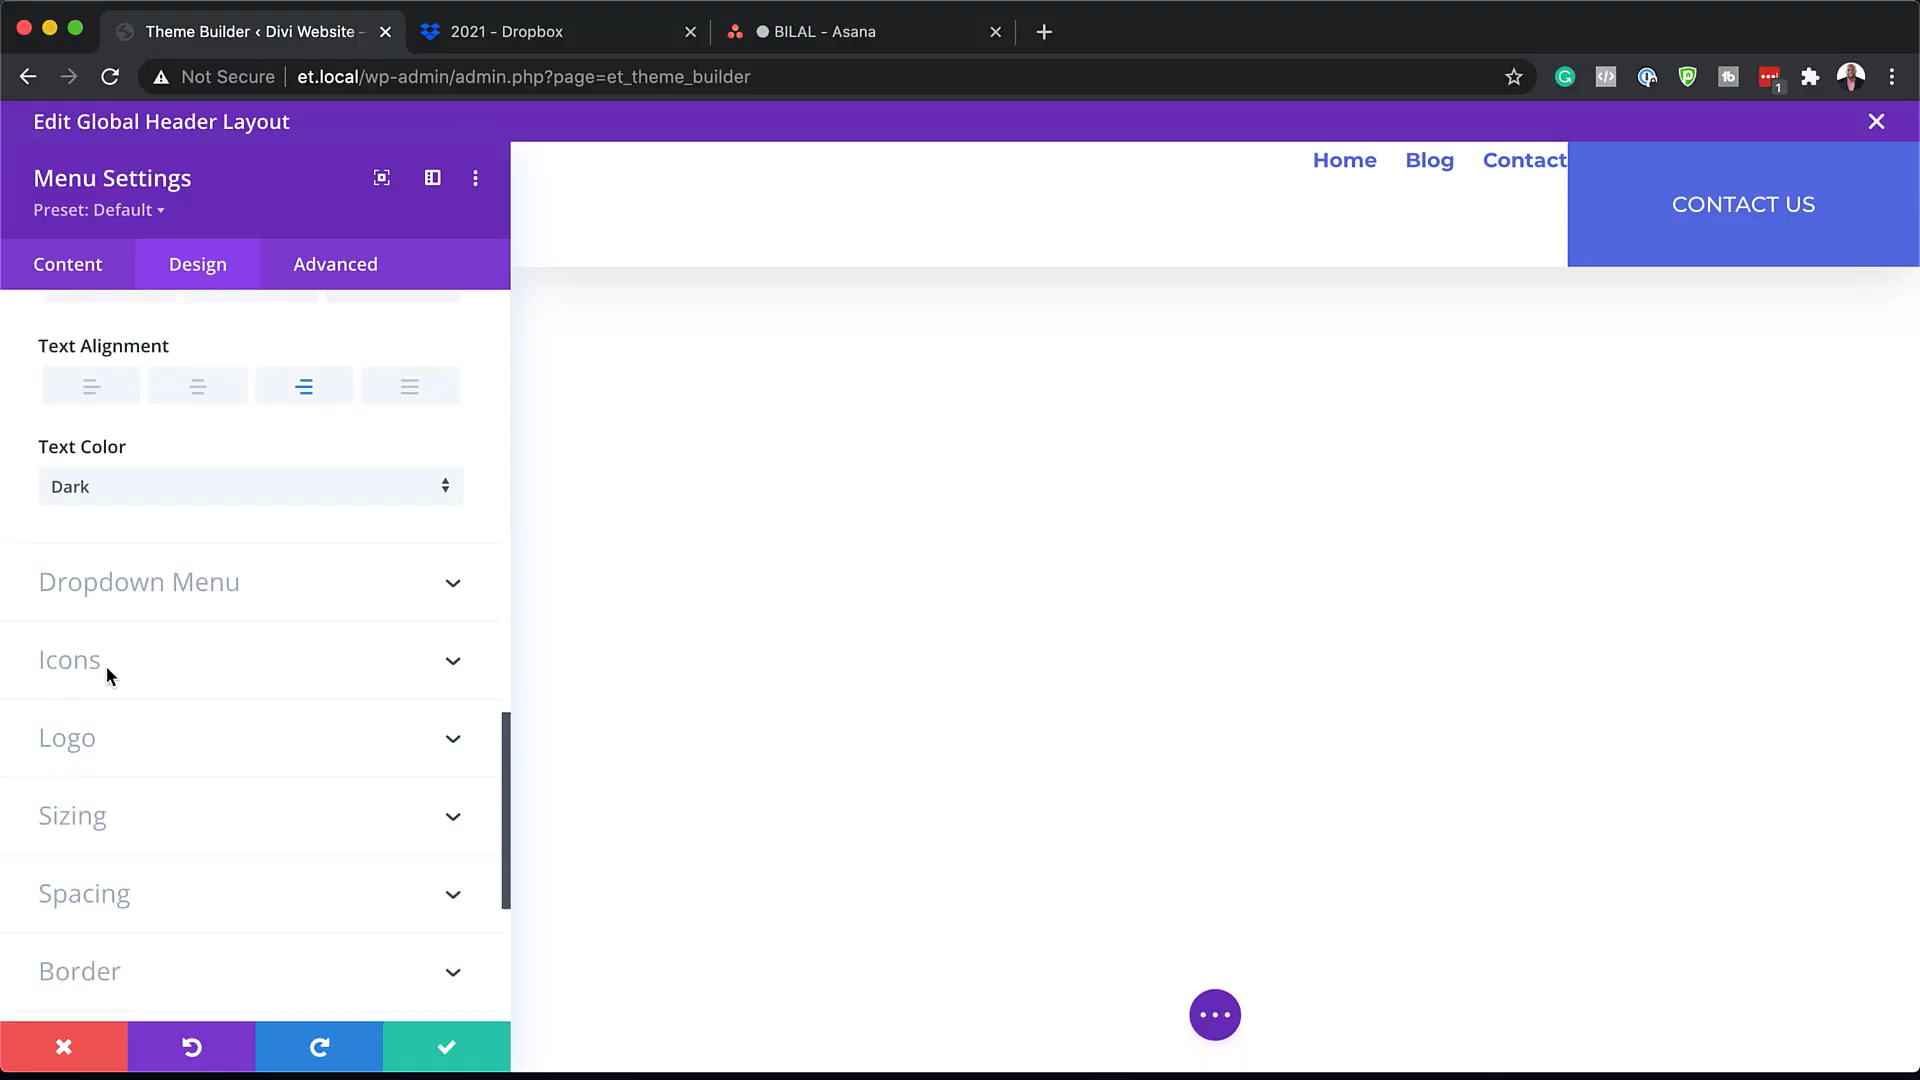 Theme Builder ‹ Divi Website –
2021 - Dropbox
BILAL - Asana
Not Secure
et.local/wp-admin/admin.php?page=et_theme_builder
1
Edit Global Header Layout
Menu Settings
Preset: Default
Content
Design
Advanced
Home
Blog
Contact
CONTACT US
Text Alignment
Text Color
Dark
Dropdown Menu
Icons
Logo
Sizing
Spacing
Border